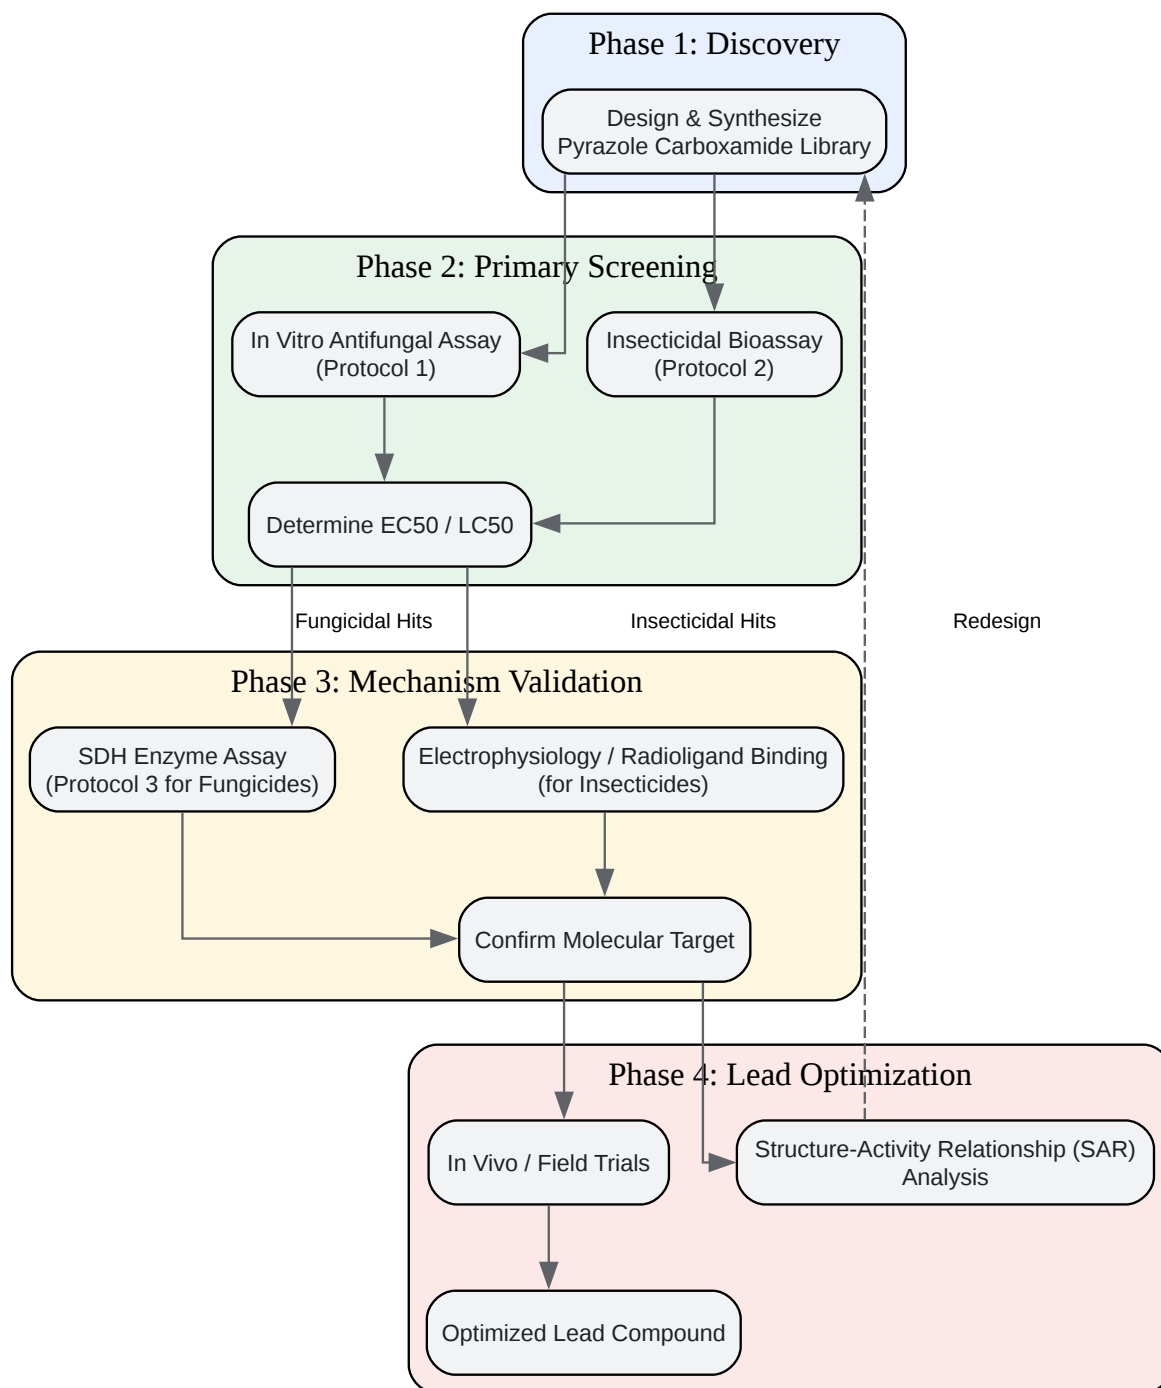 Phase 1: Discovery
Design & Synthesize
Pyrazole Carboxamide Library
Phase 2: Primary Screening
In Vitro Antifungal Assay
(Protocol 1)
Insecticidal Bioassay
(Protocol 2)
Determine EC50 / LC50
Fungicidal Hits
Insecticidal Hits
Redesign
Phase 3: Mechanism Validation
SDH Enzyme Assay
(Protocol 3 for Fungicides)
Electrophysiology / Radioligand Binding
(for Insecticides)
Confirm Molecular Target
Phase 4: Lead Optimization
In Vivo / Field Trials
Structure-Activity Relationship (SAR)
Analysis
Optimized Lead Compound